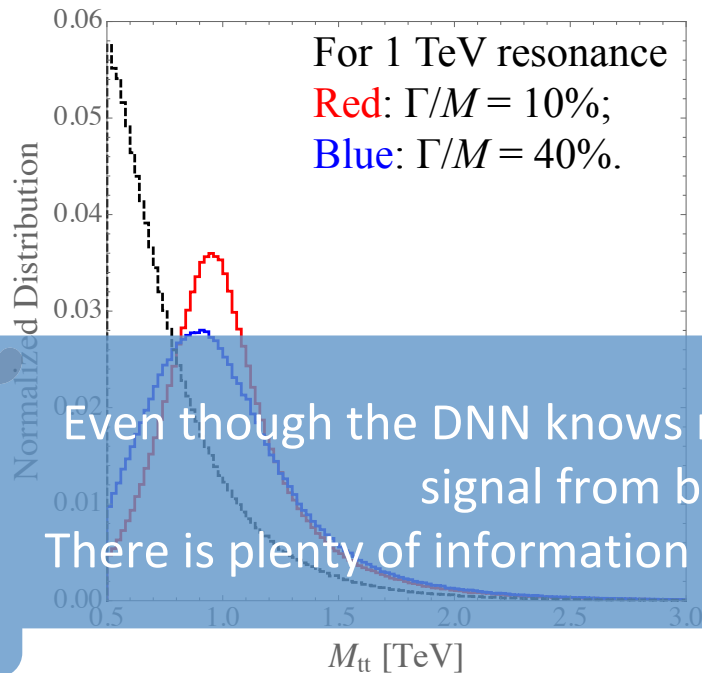 0.06
For 1 TeV resonance
Red: Γ/M = 10%;
0.05
Blue: Γ/M = 40%.
0.04
0.03
0.02
0.01
0.00
Normalized Distribution
Even though the DNN knows
signal from
There is plenty of information
0.5 1.0 1.5 2.0 2.5 3.0
M_tt [TeV]